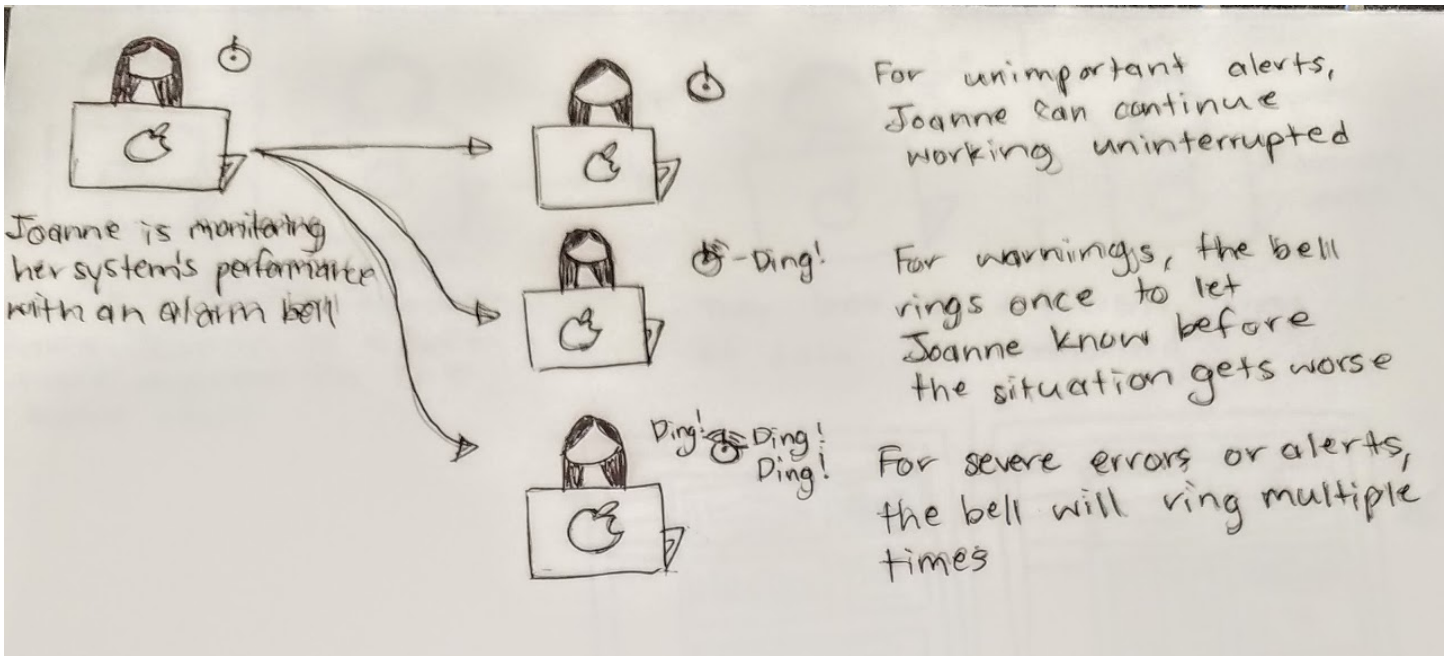 Joanne is monitoring
her system's performance
with an alarm bell
For unimportant alerts,
Joanne can continue
working uninterrupted
-Ding!
For warnings, the bell
rings once to let
Joanne know before
the situation gets worse
Ding! Ding!
Ding!
For severe errors or alerts,
the bell will ring multiple
times